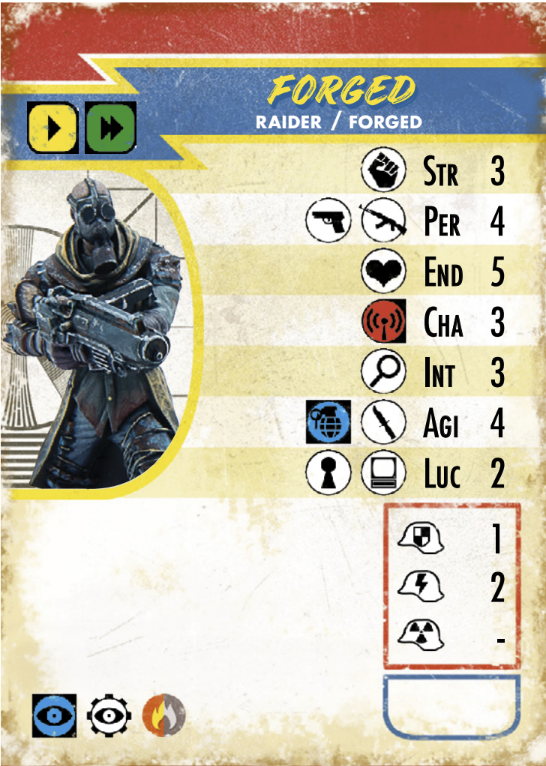 FORGED
RAIDER / FORGED
STR 3
PER 4
END 5
CHA 3
INT 3
AGI 4
LUC 2
1
2
-